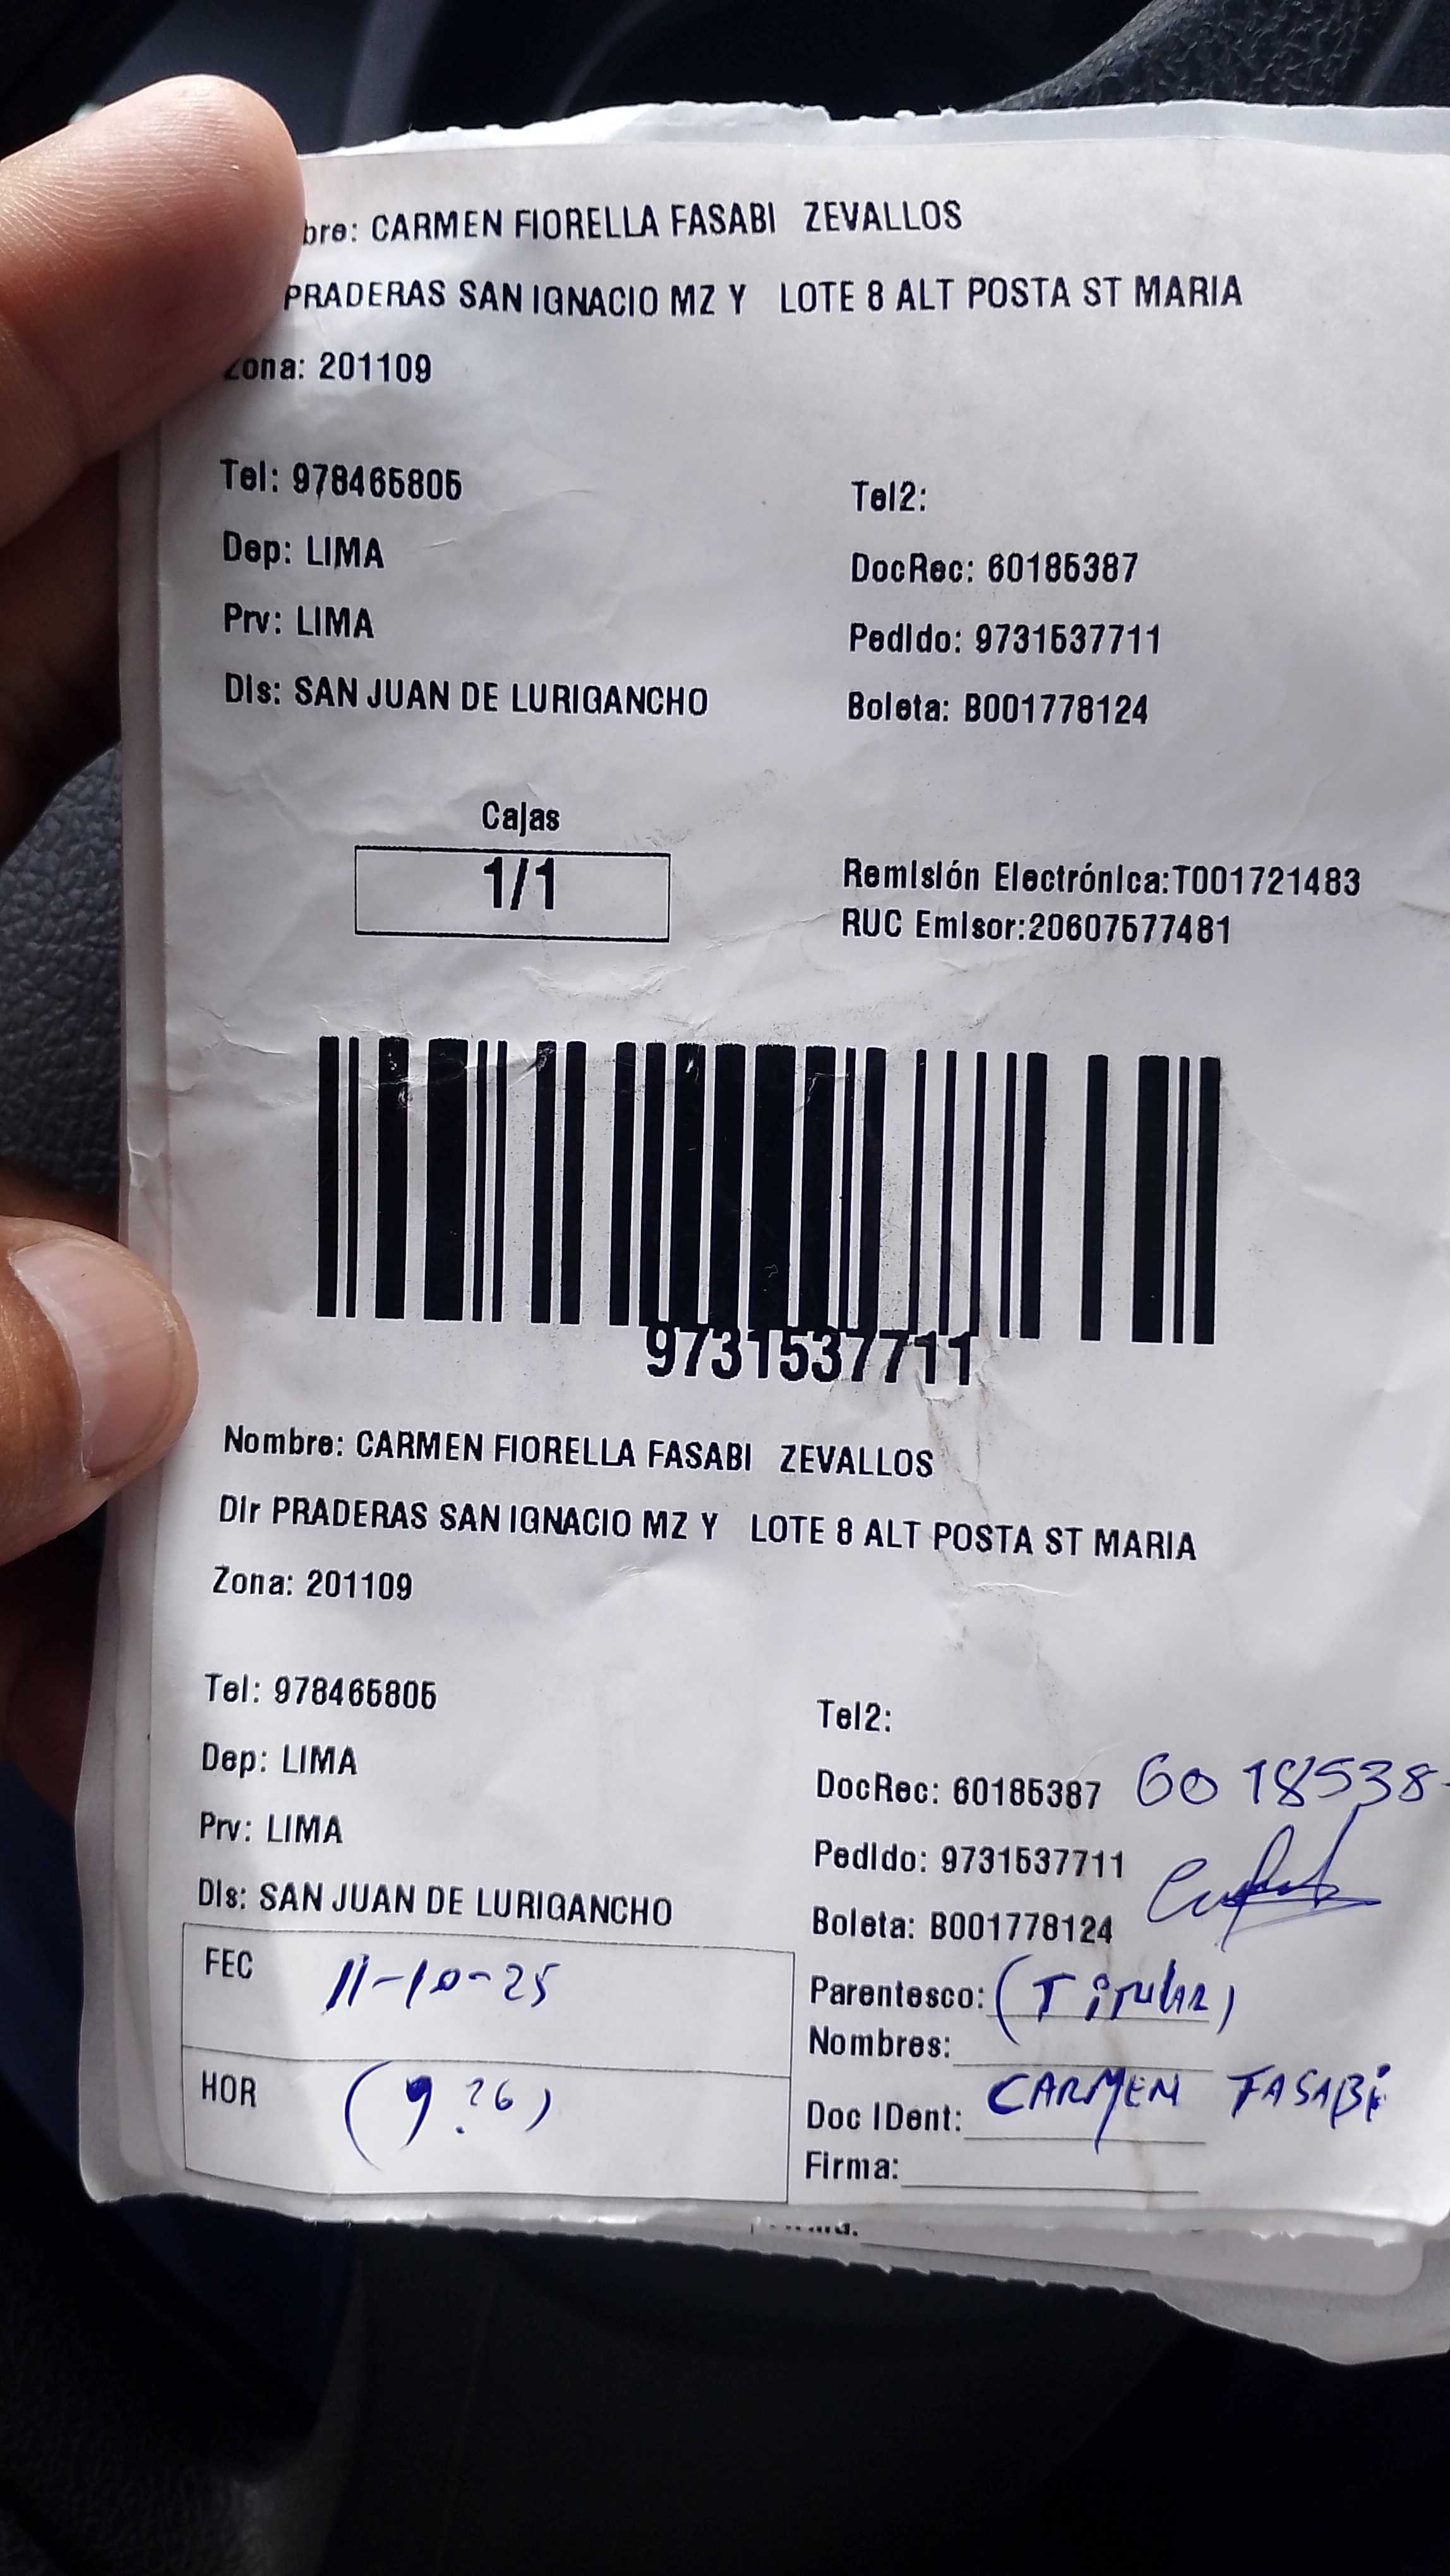 bre: CARMEN FIORELLA FASABI ZEVALLOS
PRADERAS SAN IGNACIO MZ Y LOTE 8 ALT POSTA ST MARIA
Zona: 201109
Tel: 978465805
Tel2:
Dep: LIMA
DocRec: 60185387
Prv: LIMA
Pedido: 9731537711
Dis: SAN JUAN DE LURIGANCHO
Boleta: B001778124
Cajas
1/1
Remisión Electrónica:T001721483
RUC Emisor:20607577481
9731537711
Nombre: CARMEN FIORELLA FASABI ZEVALLOS
Dir PRADERAS SAN IGNACIO MZ Y LOTE 8 ALT POSTA ST MARIA
Zona: 201109
Tel: 978465805
Tel2:
Dep: LIMA
DocRec: 60185387 6018538
Prv: LIMA
Pedido: 9731537711
Dis: SAN JUAN DE LURIGANCHO
Boleta: B001778124
FEC 11-10-25
Parentesco: (Titular)
Nombres:
HOR (9:26)
CARMEN FASABI
Doc IDent:
Firma: